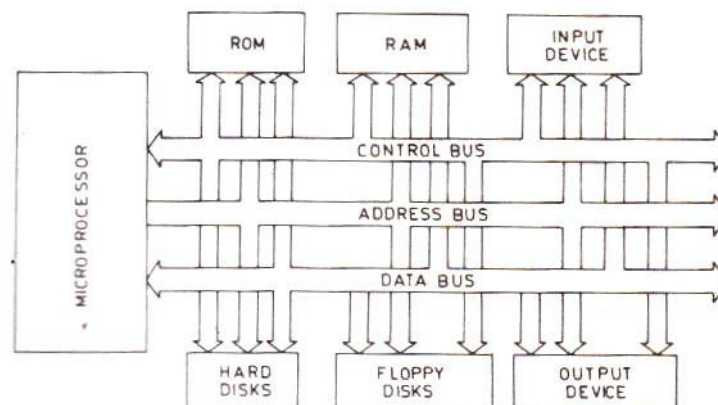 ROM
RAM
INPUT
DEVICE
MICROPROCESSOR
CONTROL BUS
ADDRESS BUS
DATA BUS
HARD
DISKS
FLOPPY
DISKS
OUTPUT
DEVICE